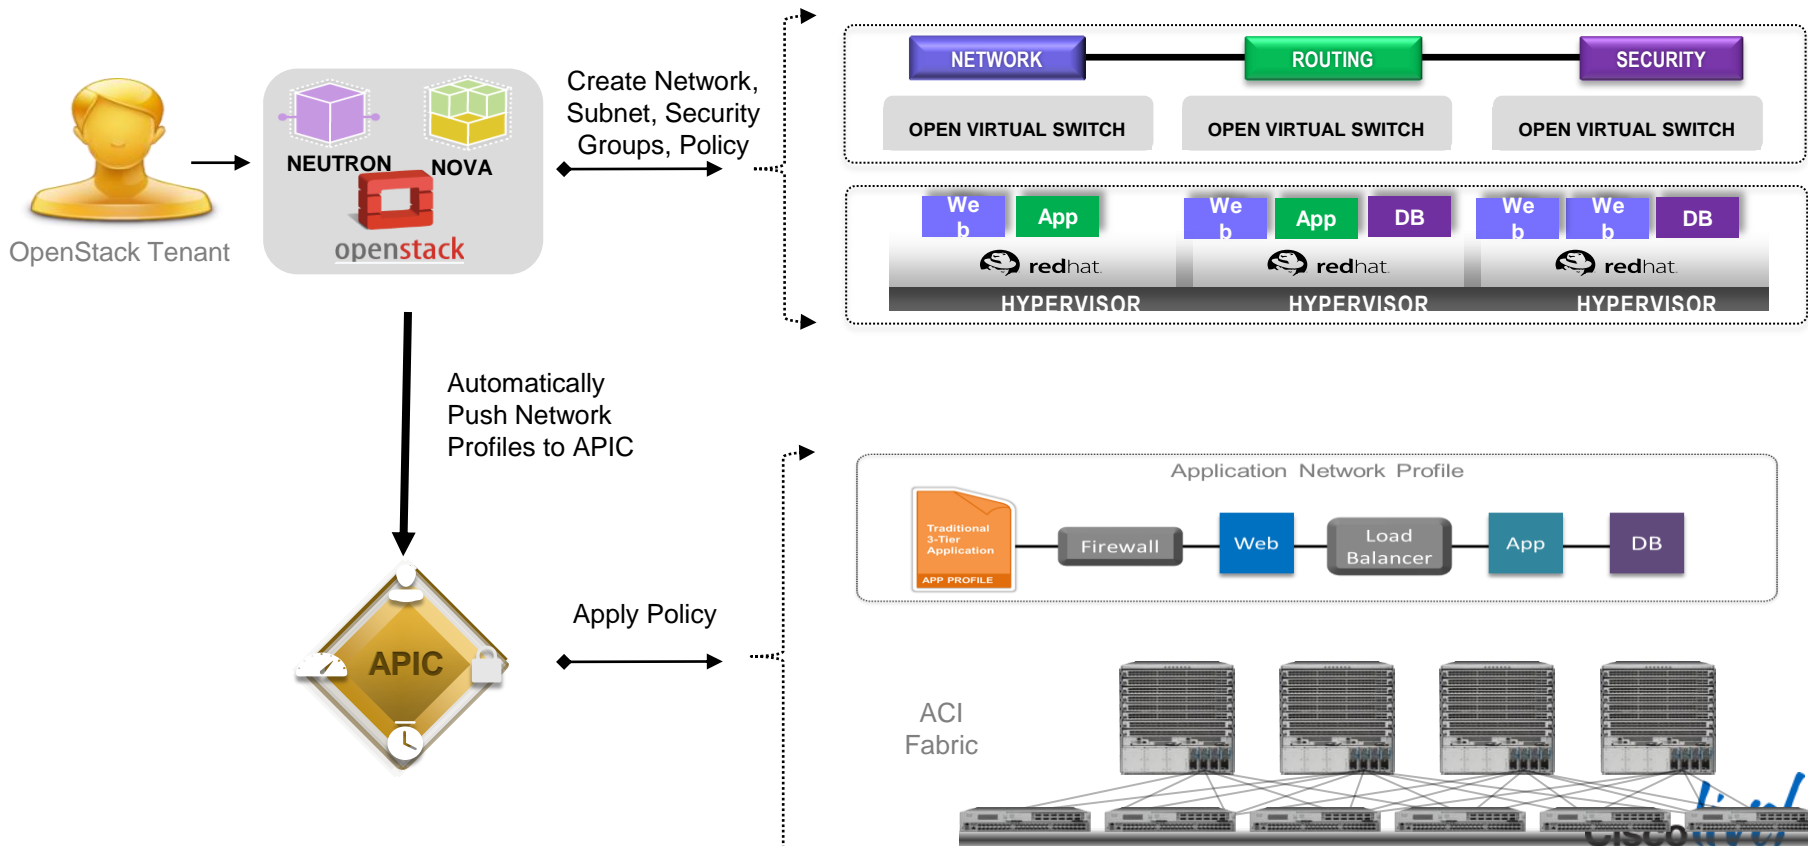 OpenStack Tenant
NEUTRON
NOVA
openstack
Create Network,
Subnet, Security
Groups, Policy
NETWORK
ROUTING
SECURITY
OPEN VIRTUAL SWITCH
OPEN VIRTUAL SWITCH
OPEN VIRTUAL SWITCH
We
b
App
We
b
App
DB
We
b
We
b
DB
redhat.
redhat.
redhat.
HYPERVISOR
HYPERVISOR
HYPERVISOR
Automatically
Push Network
Profiles to APIC
Application Network Profile
Traditional
3-Tier
Application
APP PROFILE
Firewall
Web
Load
Balancer
App
DB
APIC
Apply Policy
ACI
Fabric
Cisco live!